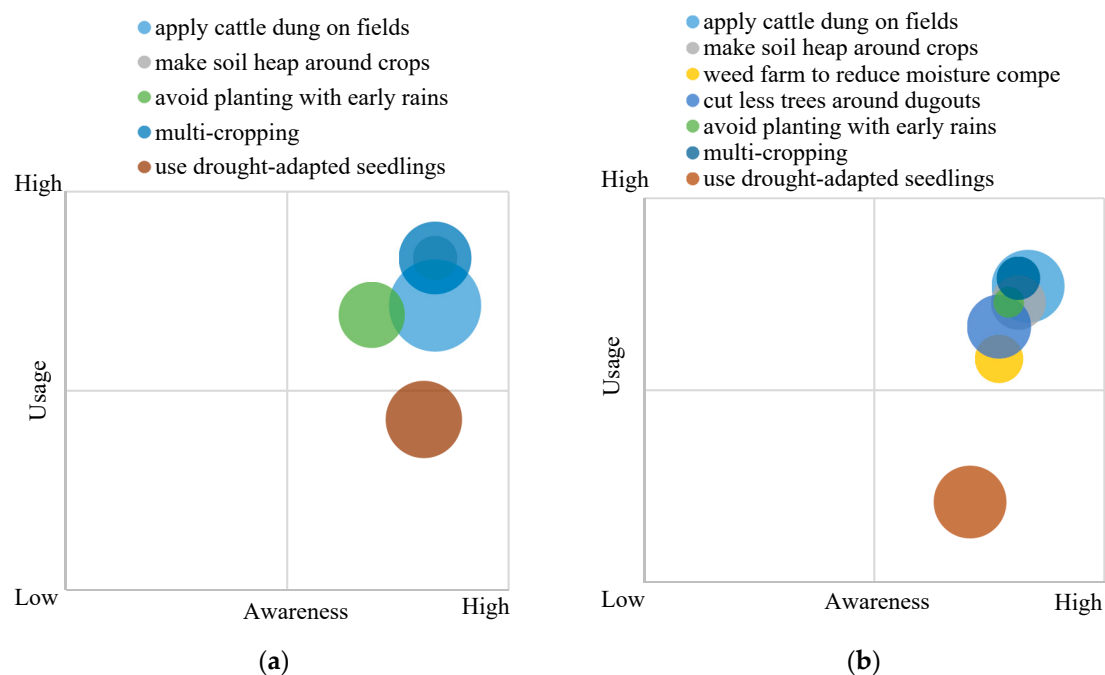 apply cattle dung on fields
make soil heap around crops
avoid planting with early rains
multi-cropping
use drought-adapted seedlings
High
Usage
Low
Awareness
High
(a)
apply cattle dung on fields
make soil heap around crops
weed farm to reduce moisture compe
cut less trees around dugouts
avoid planting with early rains
multi-cropping
use drought-adapted seedlings
High
Usage
Low
Awareness
High
(b)